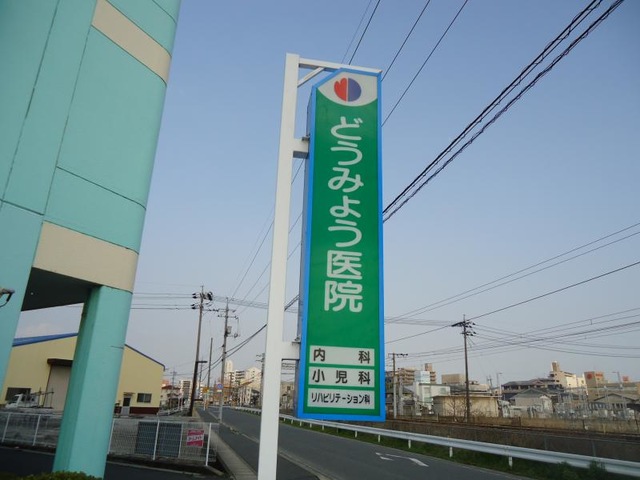 どうみよう医院
内科
小児科
リハビリテーション科